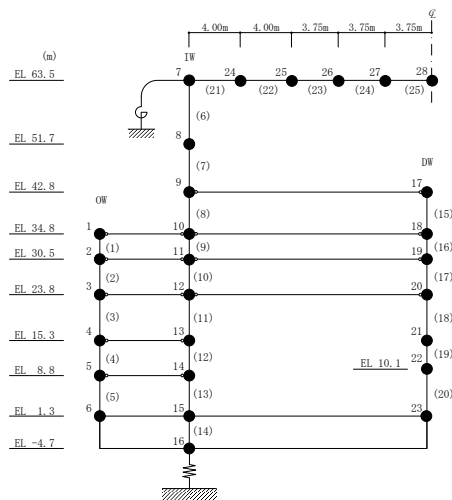 4.00m 4.00m 3.75m 3.75m 3.75m ℄
(m) IW
EL 63.5 7 24 25 26 27 28
(21) (22) (23) (24) (25)
(6)
EL 51.7 8
(7) DW
EL 42.8 9 17
OW (8) (15)
EL 34.8 1 10 18
(1) (9) (16)
EL 30.5 2 11 19
(2) (10) (17)
EL 23.8 3 12 20
(3) (11) (18)
EL 15.3 4 13 21
(4) (12) (19)
EL 10.1 22
EL 8.8 5 14
(5) (13) (20)
EL 1.3 6 15 23
(14)
EL -4.7 16